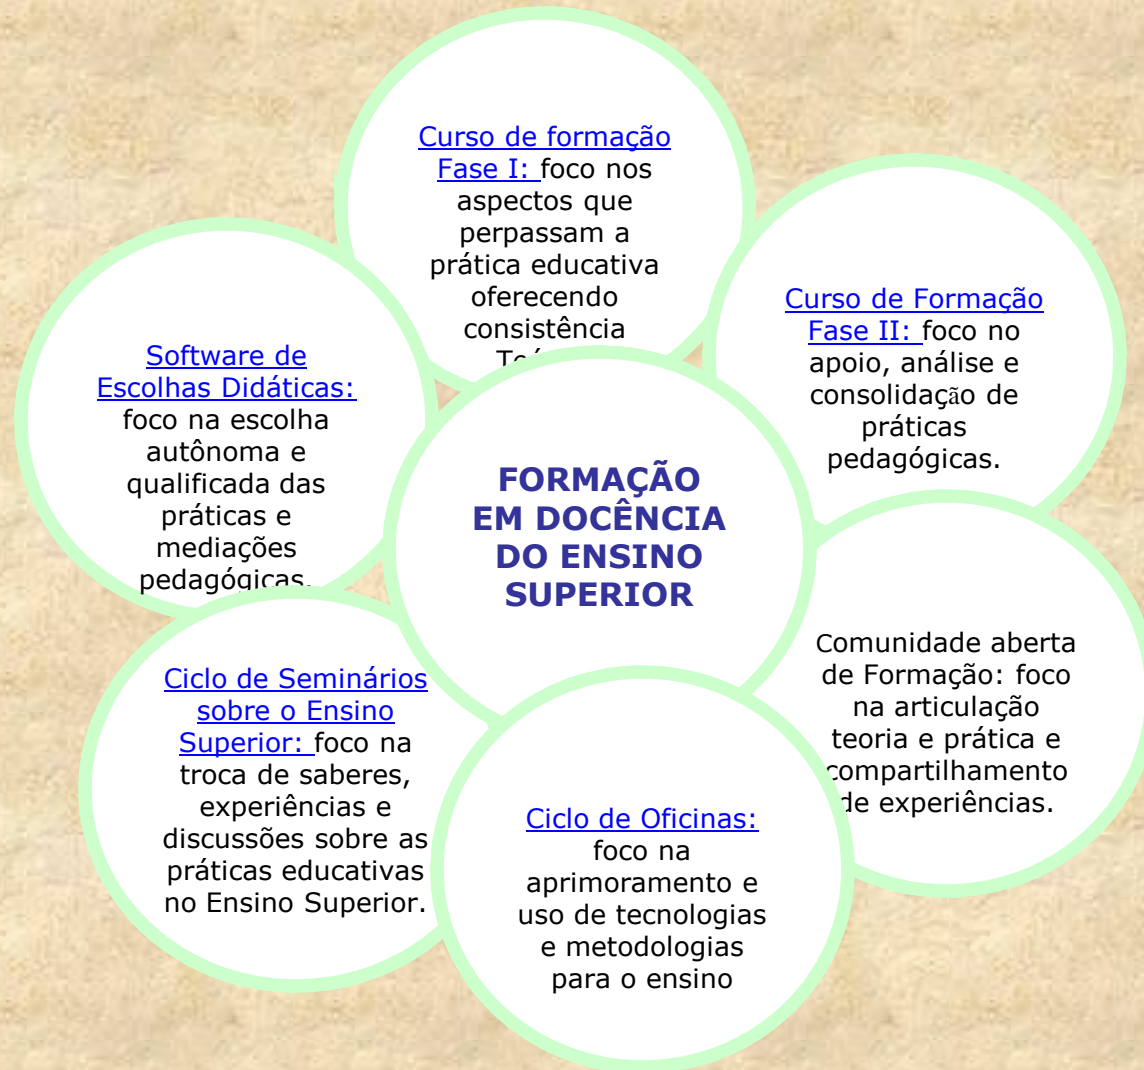 Curso de formação
Fase I: foco nos
aspectos que
perpassam a
prática educativa
oferecendo
consistência
Curso de Formação
Fase II: foco no
apoio, análise e
consolidação de
práticas
pedagógicas.
Software de
Escolhas Didáticas:
foco na escolha
autônoma e
qualificada das
práticas e
mediações
pedagógicas.
FORMAÇÃO
EM DOCÊNCIA
DO ENSINO
SUPERIOR
Comunidade aberta
de Formação: foco
na articulação
teoria e prática e
compartilhamento
de experiências.
Ciclo de Seminários
sobre o Ensino
Superior: foco na
troca de saberes,
experiências e
discussões sobre as
práticas educativas
no Ensino Superior.
Ciclo de Oficinas:
foco na
aprimoramento e
uso de tecnologias
e metodologias
para o ensino